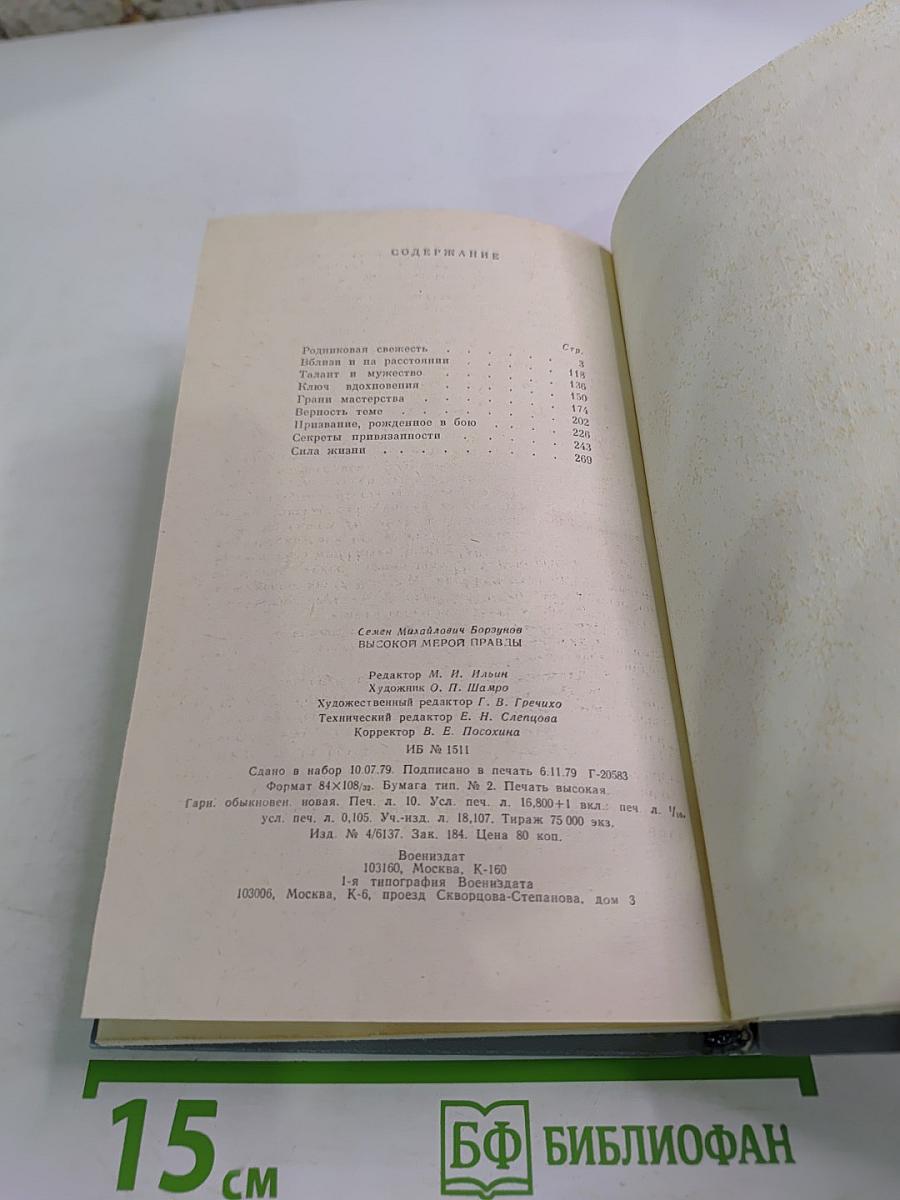 СОДЕРЖАНИЕ
Стр.
Родниковая свежесть . . . . . . 3
Вблизи и на расстоянии . . . . . 118
Талант и мужество . . . . . . 136
Ключ вдохновения . . . . . . 150
Грани мастерства . . . . . . 174
Верность теме . . . . . . . 202
Призвание, рожденное в бою . . . . 226
Секреты привязанности . . . . . 243
Сила жизни . . . . . . . . 269
Семен Михайлович Борзунов
ВЫСОКОЙ МЕРОЙ ПРАВДЫ
Редактор М. И. Ильин
Художник О. П. Шамро
Художественный редактор Г. В. Гречихо
Технический редактор Е. Н. Слепцова
Корректор В. Е. Посохина
ИБ № 1511
Сдано в набор 10.07.79. Подписано в печать 6.11.79 Г-20583
Формат 84×108/32. Бумага тип. № 2. Печать высокая.
Гарн. обыкновен. новая. Печ. л. 10. Усл. печ. л. 16,800+1 вкл.: печ. л. 1/16,
усл. печ. л. 0,105. Уч.-изд. л. 18,107. Тираж 75 000 экз.
Изд. № 4/6137. Зак. 184. Цена 80 коп.
Воениздат
103160, Москва, К-160
1-я типография Воениздата
103006, Москва, К-6, проезд Скворцова-Степанова, дом 3
15 см
БФ БИБЛИОФАН